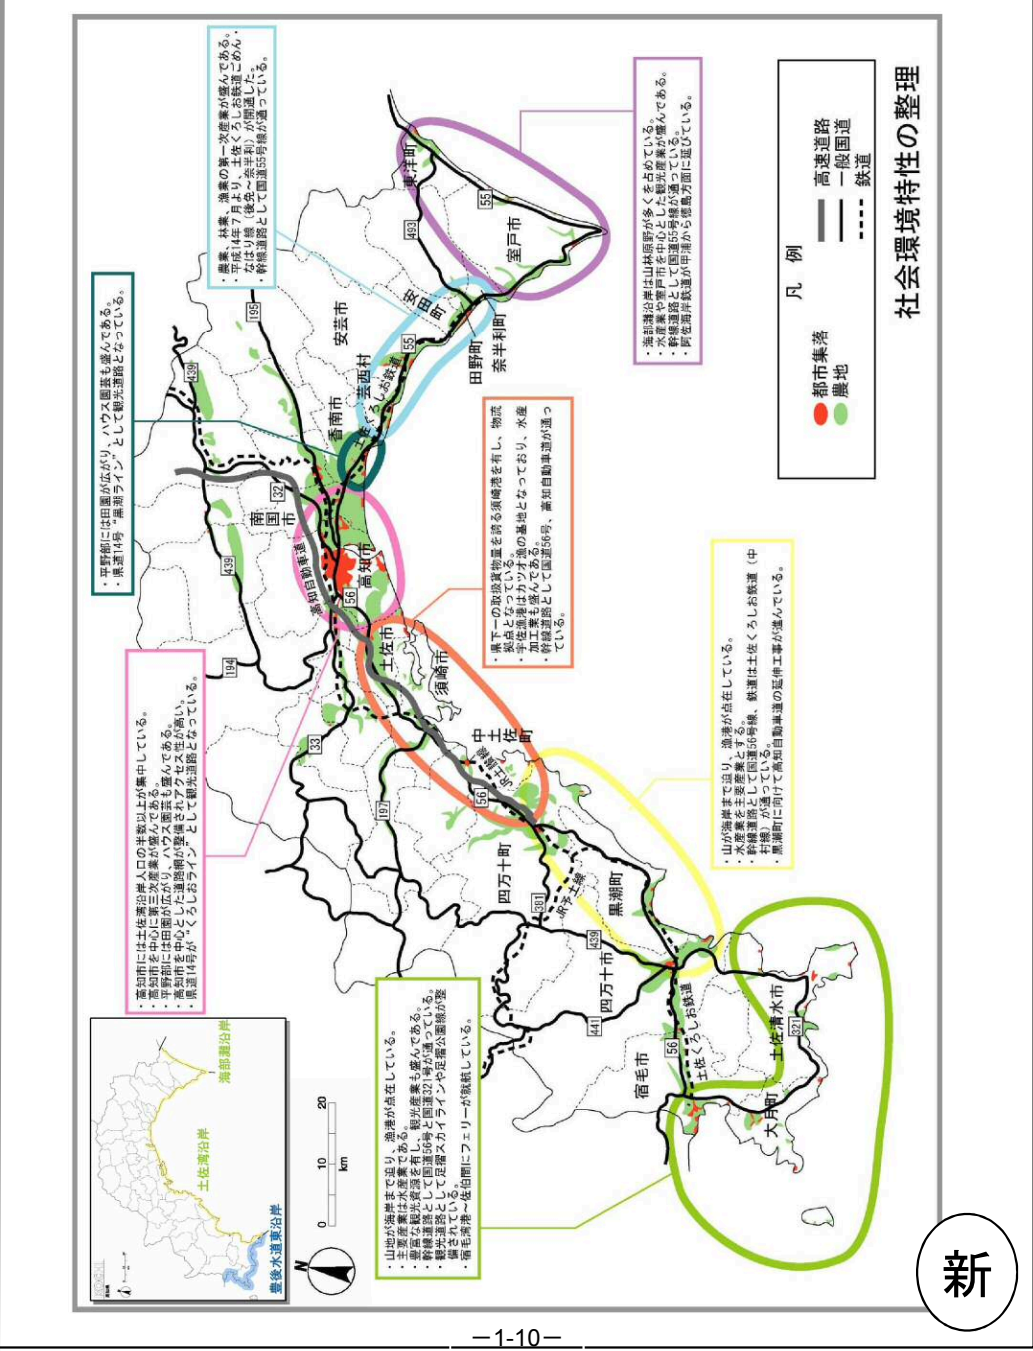 社会環境特性の整理
・高知市には土佐湾沿岸人口の半数以上が集中している。
・高知市を中心に第三次産業が盛んである。
・平野部には田園が広がり、ハウス園芸も盛んである。
・高知市を中心とした道路網が整備されアクセス性が高い。
・県道14号が“くろしおライン”として観光道路となっている。
・平野部には田園が広がり、ハウス園芸も盛んである。
・県道14号“黒潮ライン”として観光道路となっている。
・農業、林業、漁業の第一次産業が盛んである。
・平成14年7月より、土佐くろしお鉄道ごめん・
なはり線（後免～奈半利）が開通した。
・幹線道路として国道55号線が通っている。
・海部灘沿岸は山林原野が多くを占めている。
・水産業や室戸市を中心とした観光産業が盛んである。
・幹線道路として国道55号線が通っている。
・阿佐海岸鉄道が甲浦から徳島方面に延びている。
・県下一の取扱貨物量を誇る須崎港を有し、物流
拠点となっている。
・宇佐漁港はカツオ漁の基地となっており、水産
加工業も盛んである。
・幹線道路として国道56号、高知自動車道が通っ
ている。
・山が海岸まで迫り、漁港が点在している。
・水産業を主要産業とする。
・幹線道路として国道56号線、鉄道は土佐くろしお鉄道（中
村線）が通っている。
・黒潮町に向けて高知自動車道の延伸工事が進んでいる。
・山地が海岸まで迫り、漁港が点在している。
・主要産業は水産業である。
・豊富な観光資源を有し、観光産業も盛んである。
・幹線道路として国道56号と国道321号が通っている。
・観光道路として足摺スカイラインや足摺公園線が整
備されている。
・宿毛湾港～佐伯間にフェリーが就航している。
凡 例
都市集落
農地
高速道路
一般国道
鉄道
東洋町
室戸市
安田町
奈半利町
田野町
安芸市
芸西村
香南市
土佐くろしお鉄道
南国市
高知市
高知自動車道
土佐市
須崎市
中土佐町
JR土讃線
四万十町
JR予土線
黒潮町
四万十市
土佐くろしお鉄道
宿毛市
土佐清水市
大月町
493
55
55
195
439
32
439
194
33
56
197
56
381
439
441
56
321
海部灘沿岸
土佐湾沿岸
豊後水道東沿岸
N
0 10 20
km
新
－1-10－